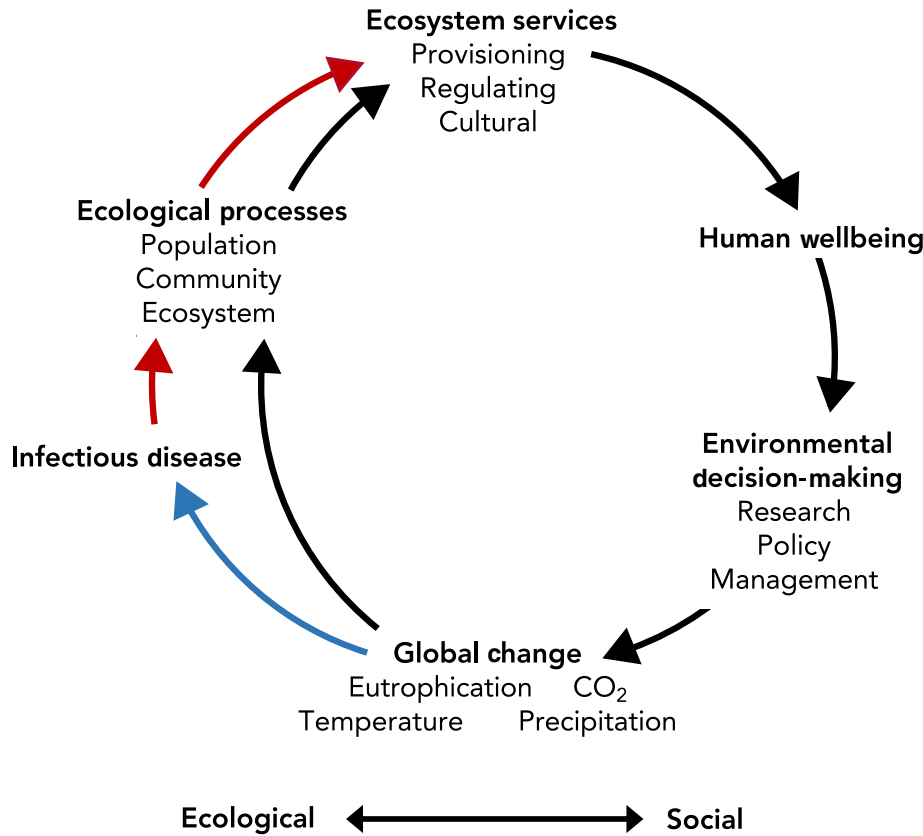 Ecosystem services
Provisioning
Regulating
Cultural
Ecological processes
Population
Community
Ecosystem
Human wellbeing
Infectious disease
Environmental
decision-making
Research
Policy
Management
Global change
Eutrophication CO₂
Temperature Precipitation
Ecological Social